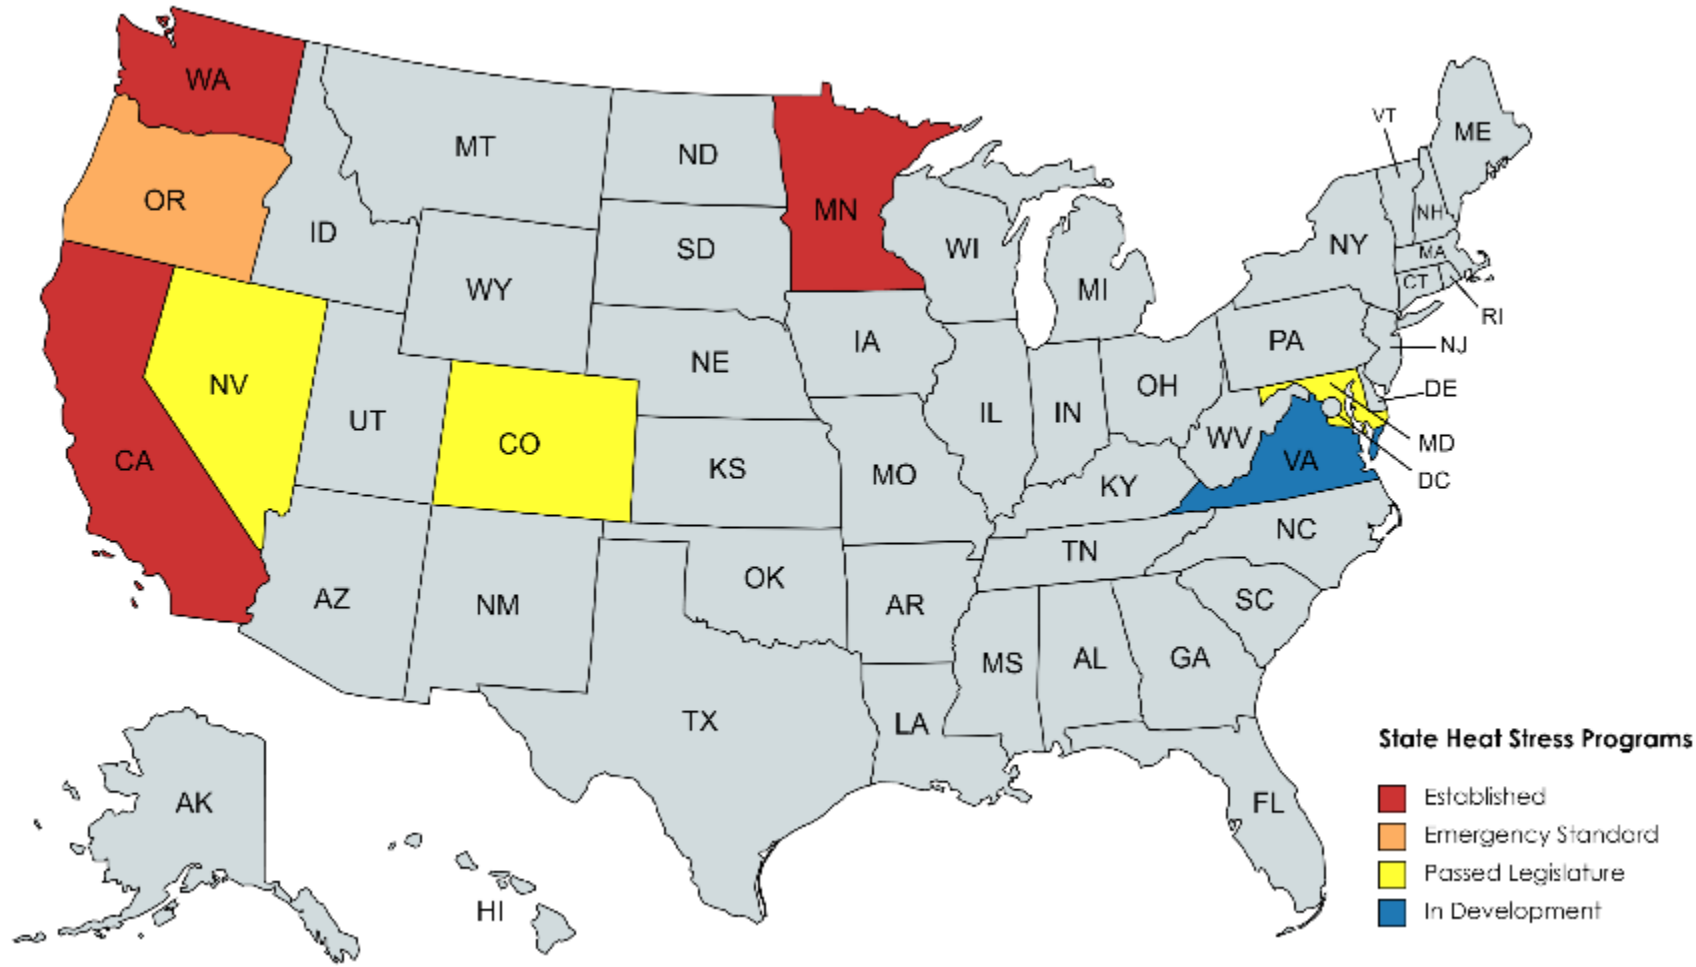 WA
MT
ND
MN
OR
ID
SD
WY
WI
MI
VT
ME
NH
NY
MA
CT
RI
NV
UT
CO
NE
IA
IL
IN
OH
PA
NJ
DE
MD
DC
CA
KS
MO
KY
WV
VA
AZ
NM
OK
AR
TN
NC
SC
TX
LA
MS
AL
GA
FL
AK
HI
State Heat Stress Programs
Established
Emergency Standard
Passed Legislature
In Development